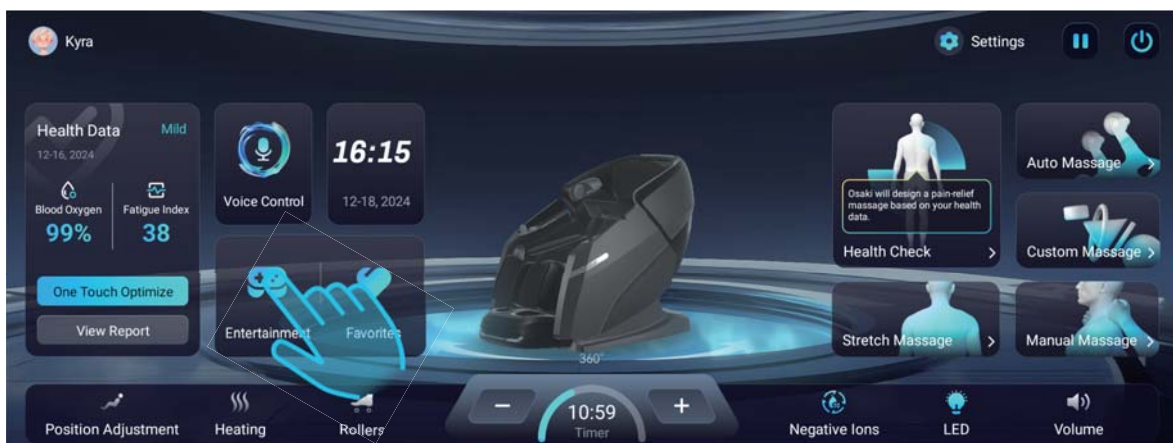 Kyra
Settings
Health Data Mild
12-16, 2024
Blood Oxygen Fatigue Index
99% 38
One Touch Optimize
View Report
Voice Control
16:15
12-18, 2024
Entertainment Favorites
360°
Osaki will design a pain-relief
massage based on your health
data.
Health Check >
Auto Massage >
Custom Massage >
Stretch Massage >
Manual Massage >
Position Adjustment Heating Rollers
− 10:59 +
Timer
Negative Ions LED Volume